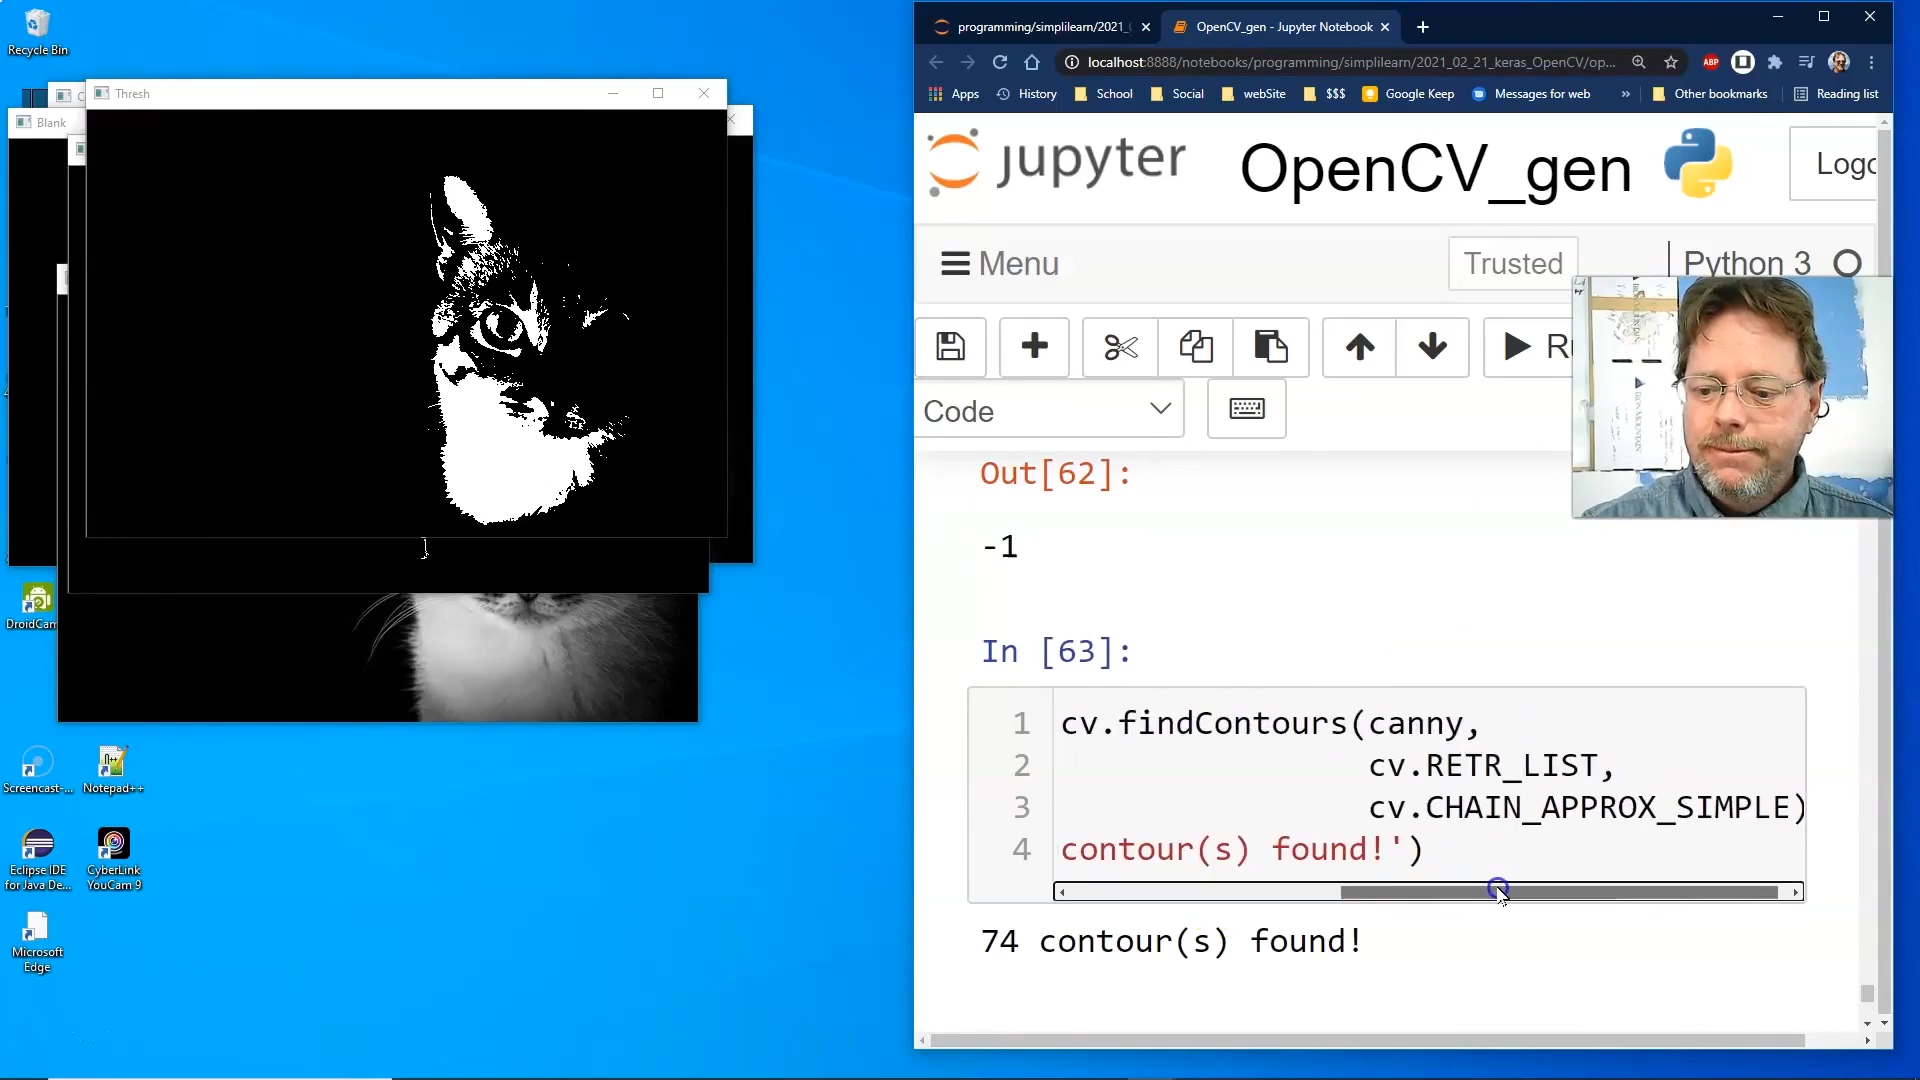 Recycle Bin
Thresh
Blank
DroidCam
Screencast-...
Notepad++
Eclipse IDE
for Java De...
CyberLink
YouCam 9
Microsoft
Edge
programming/simplilearn/2021_
OpenCV_gen - Jupyter Notebook
localhost:8888/notebooks/programming/simplilearn/2021_02_21_keras_OpenCV/op...
ABP
Apps
History
School
Social
webSite
$$$
Google Keep
Messages for web
»
Other bookmarks
Reading list
jupyter
OpenCV_gen
Logo
Menu
Trusted
Python 3
Code
Out[62]:
-1
In [63]:
1 cv.findContours(canny,
2 cv.RETR_LIST,
3 cv.CHAIN_APPROX_SIMPLE)
4 contour(s) found!')
74 contour(s) found!